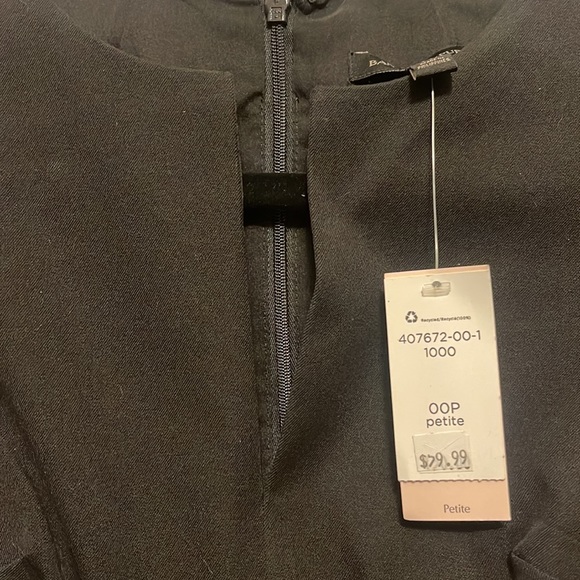 Recycled/Recyclé(100%)
407672-00-1
1000
00P
petite
$79.99
Petite